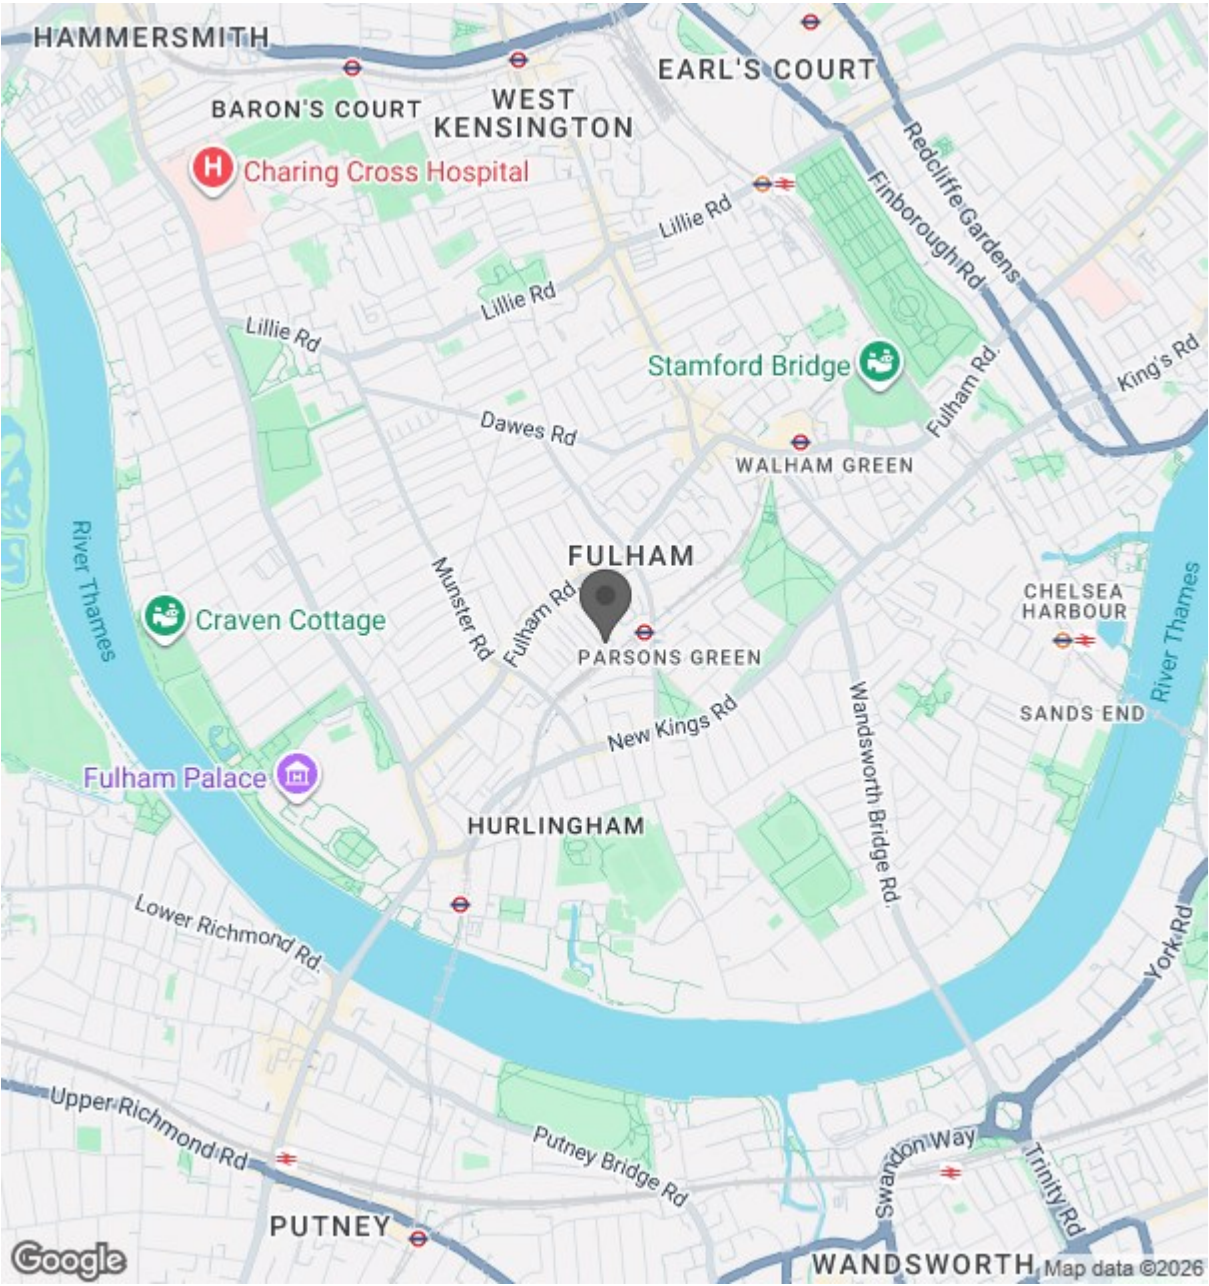 HAMMERSMITH
EARL'S COURT
BARON'S COURT
WEST
KENSINGTON
H
Charing Cross Hospital
Redcliffe Gardens
Finborough Rd
Lillie Rd
Lillie Rd
Lillie Rd
Stamford Bridge
King's Rd
Fulham Rd.
Dawes Rd
WALHAM GREEN
River Thames
FULHAM
Munster Rd
Fulham Rd
CHELSEA
HARBOUR
River Thames
Craven Cottage
PARSONS GREEN
New Kings Rd
Wandsworth Bridge Rd.
SANDS END
Fulham Palace
HURLINGHAM
Lower Richmond Rd.
York Rd
Upper Richmond Rd
Putney Bridge Rd
Swandon Way
Trinity Rd
PUTNEY
WANDSWORTH
Google
Map data ©2026